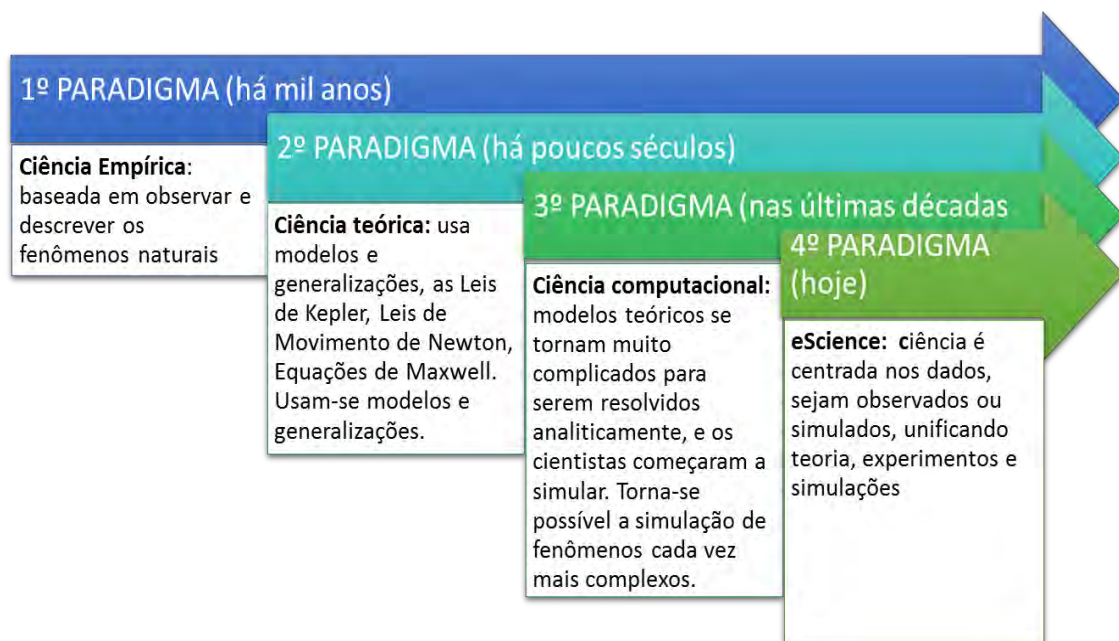 1º PARADIGMA (há mil anos)
Ciência Empírica:
baseada em observar e
descrever os
fenômenos naturais
2º PARADIGMA (há poucos séculos)
Ciência teórica: usa
modelos e
generalizações, as Leis
de Kepler, Leis de
Movimento de Newton,
Equações de Maxwell.
Usam-se modelos e
generalizações.
3º PARADIGMA (nas últimas décadas
Ciência computacional:
modelos teóricos se
tornam muito
complicados para
serem resolvidos
analiticamente, e os
cientistas começaram a
simular. Torna-se
possível a simulação de
fenômenos cada vez
mais complexos.
4º PARADIGMA
(hoje)
eScience: ciência é
centrada nos dados,
sejam observados ou
simulados, unificando
teoria, experimentos e
simulações